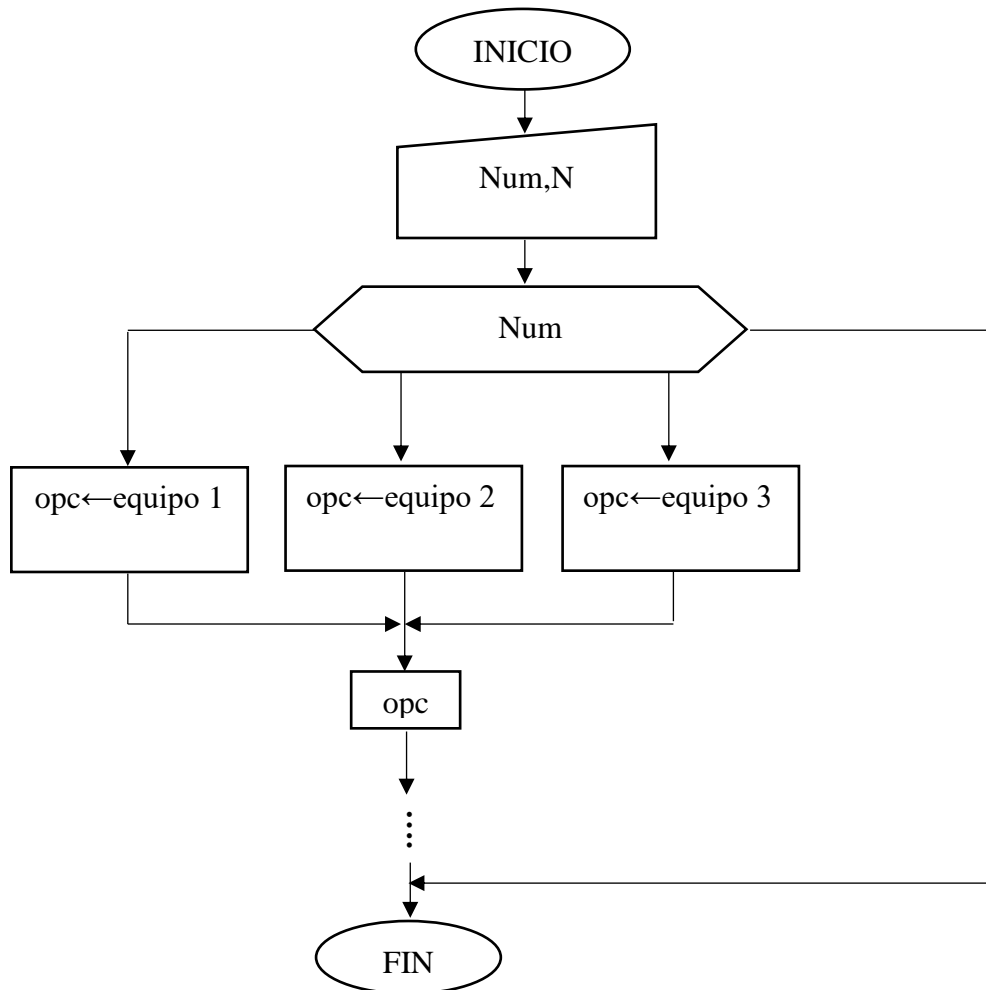 INICIO
Num,N
Num
opc←equipo 1
opc←equipo 2
opc←equipo 3
opc
FIN